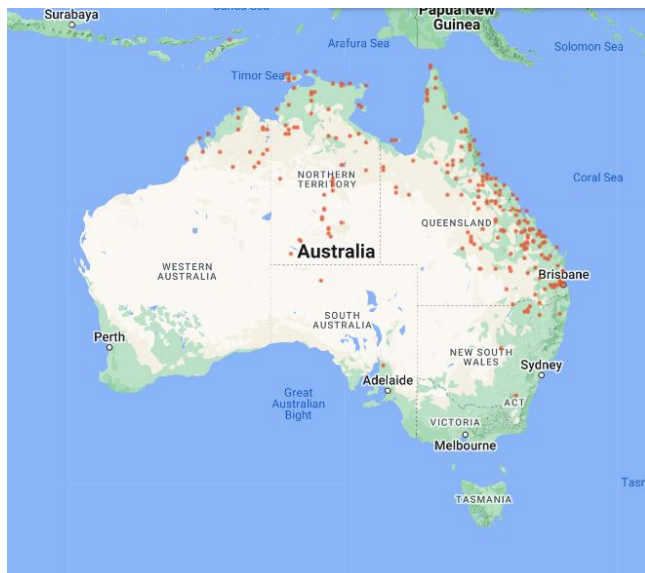 Surabaya
Papua New
Guinea
Arafura Sea
Solomon Sea
Timor Sea
Coral Sea
NORTHERN
TERRITORY
QUEENSLAND
Australia
WESTERN
AUSTRALIA
Brisbane
SOUTH
AUSTRALIA
Perth
NEW SOUTH
WALES
Sydney
Adelaide
Great
Australian
Bight
ACT
VICTORIA
Melbourne
TASMANIA